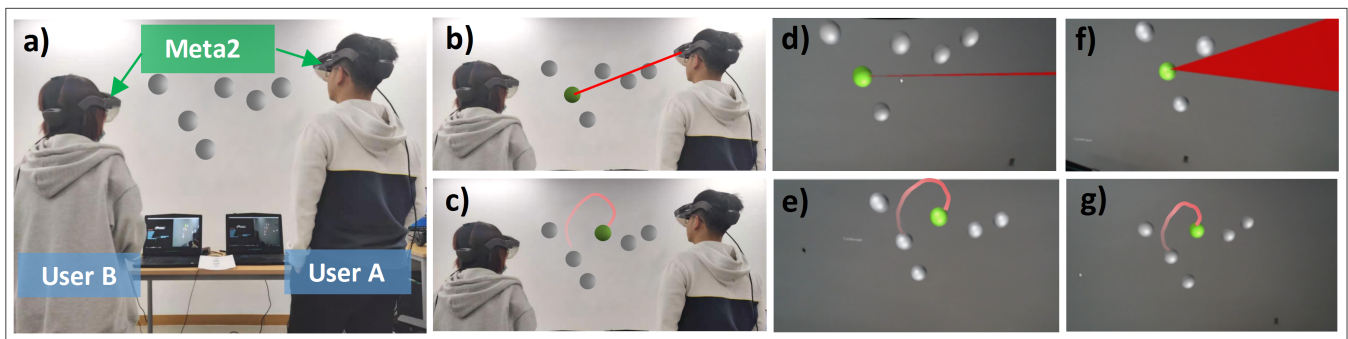 a)
Meta2
User B
User A
b)
c)
d)
e)
f)
g)